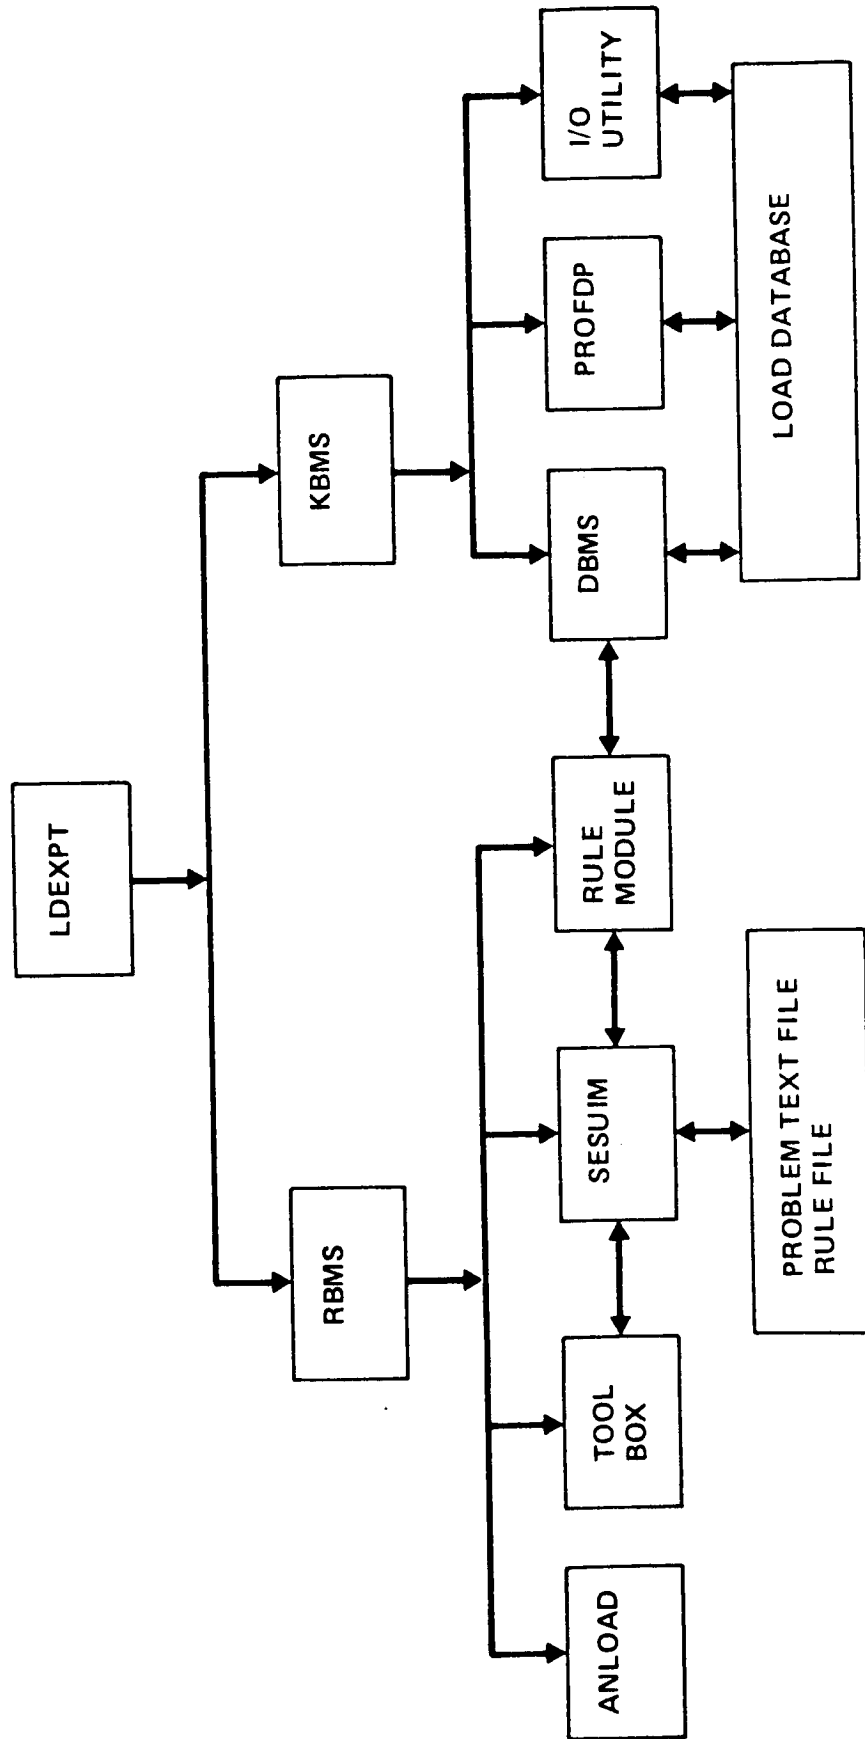 LDEXPT
RBMS
KBMS
ANLOAD
TOOL
BOX
SESUIM
RULE
MODULE
DBMS
PROFDP
I/O
UTILITY
PROBLEM TEXT FILE
RULE FILE
LOAD DATABASE